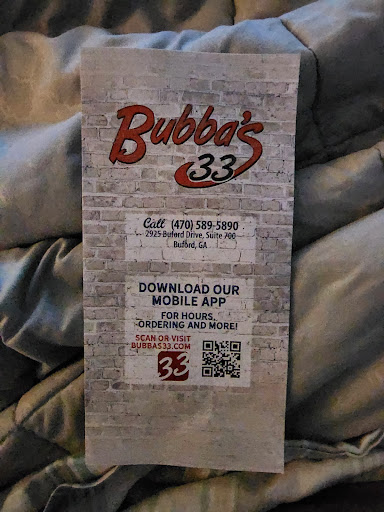 Bubba's
33
Call (470) 589-5890
2925 Buford Drive, Suite 700
Buford, GA
DOWNLOAD OUR
MOBILE APP
FOR HOURS,
ORDERING AND MORE!
SCAN OR VISIT
BUBBAS33.COM
33